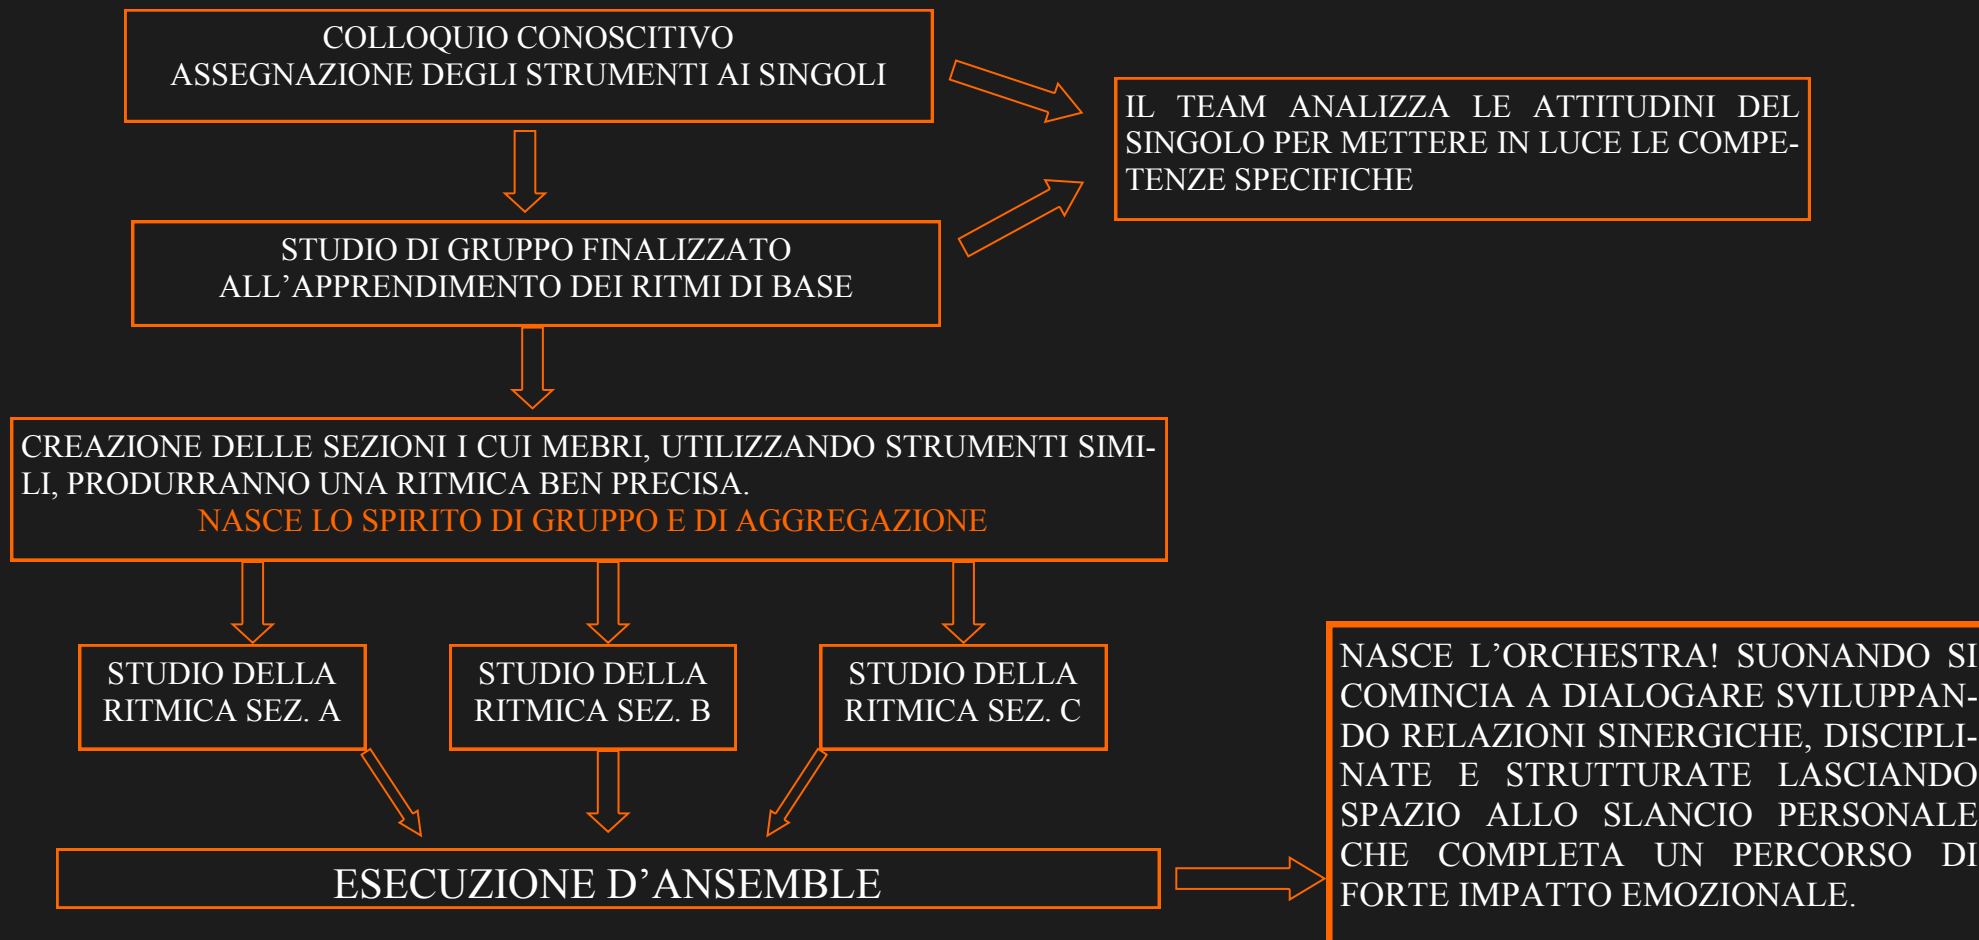 COLLOQUIO CONOSCITIVO
ASSEGNAZIONE DEGLI STRUMENTI AI SINGOLI
IL TEAM ANALIZZA LE ATTITUDINI DEL
SINGOLO PER METTERE IN LUCE LE COMPE-
TENZE SPECIFICHE
STUDIO DI GRUPPO FINALIZZATO
ALL’APPRENDIMENTO DEI RITMI DI BASE
CREAZIONE DELLE SEZIONI I CUI MEBRI, UTILIZZANDO STRUMENTI SIMI-
LI, PRODURRANNO UNA RITMICA BEN PRECISA.
NASCE LO SPIRITO DI GRUPPO E DI AGGREGAZIONE
STUDIO DELLA
RITMICA SEZ. A
STUDIO DELLA
RITMICA SEZ. B
STUDIO DELLA
RITMICA SEZ. C
ESECUZIONE D’ANSEMBLE
NASCE L’ORCHESTRA! SUONANDO SI
COMINCIA A DIALOGARE SVILUPPAN-
DO RELAZIONI SINERGICHE, DISCIPLI-
NATE E STRUTTURATE LASCIANDO
SPAZIO ALLO SLANCIO PERSONALE
CHE COMPLETA UN PERCORSO DI
FORTE IMPATTO EMOZIONALE.